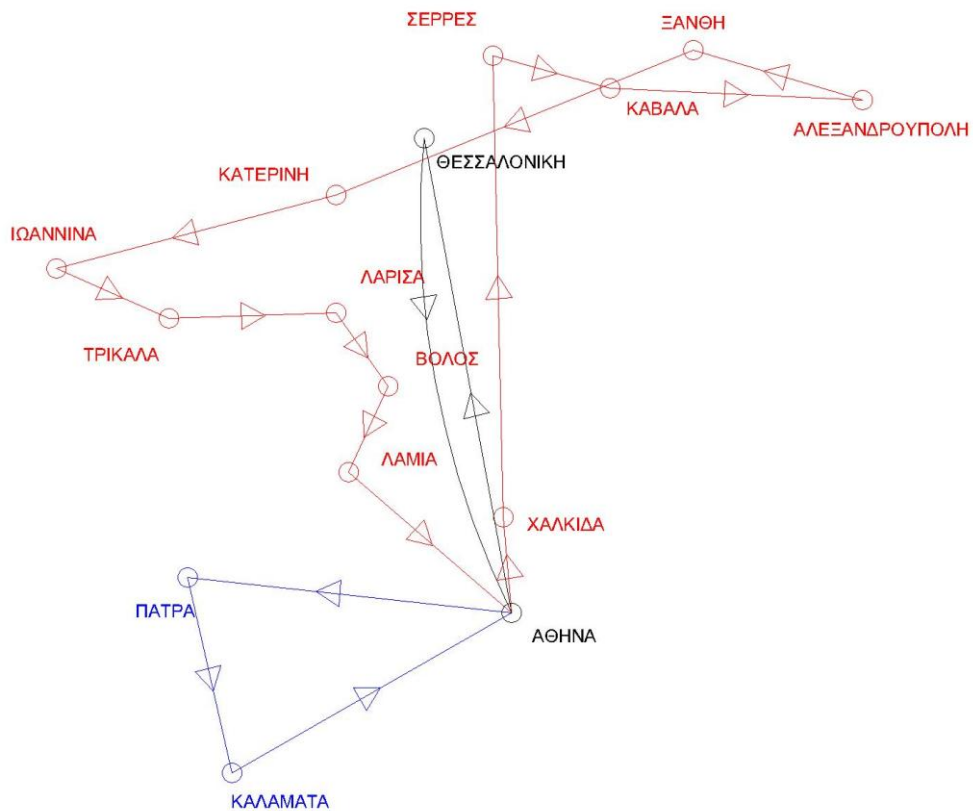 ΣΕΡΡΕΣ
ΞΑΝΘΗ
ΚΑΒΑΛΑ
ΑΛΕΞΑΝΔΡΟΥΠΟΛΗ
ΘΕΣΣΑΛΟΝΙΚΗ
ΚΑΤΕΡΙΝΗ
ΙΩΑΝΝΙΝΑ
ΛΑΡΙΣΑ
ΤΡΙΚΑΛΑ
ΒΟΛΟΣ
ΛΑΜΙΑ
ΧΑΛΚΙΔΑ
ΠΑΤΡΑ
ΑΘΗΝΑ
ΚΑΛΑΜΑΤΑ